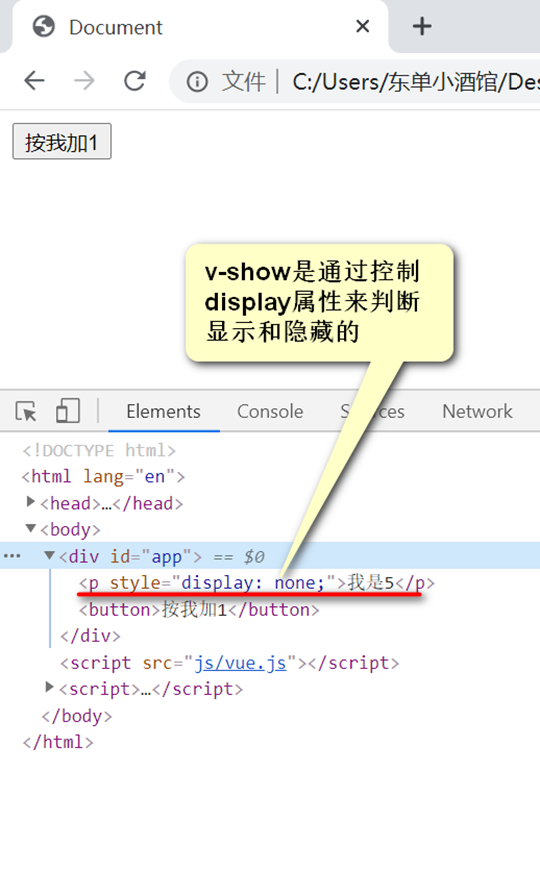 Document
文件 C:/Users/东单小酒馆/Des
按我加1
v-show是通过控制
display属性来判断
显示和隐藏的
Elements Console Sources Network
<!DOCTYPE html>
<html lang="en">
<head>…</head>
<body>
<div id="app"> == $0
<p style="display: none;">我是5</p>
<button>按我加1</button>
</div>
<script src="js/vue.js"></script>
<script>…</script>
</body>
</html>